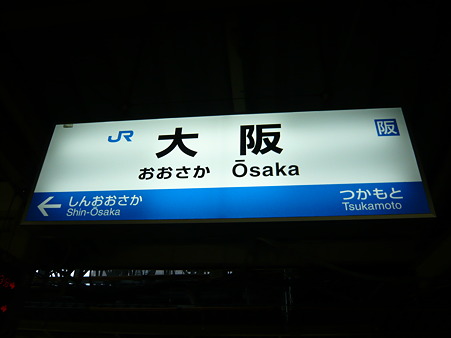 JR 大阪 阪
おおさか Ōsaka
← しんおおさか つかもと
Shin-Ōsaka Tsukamoto